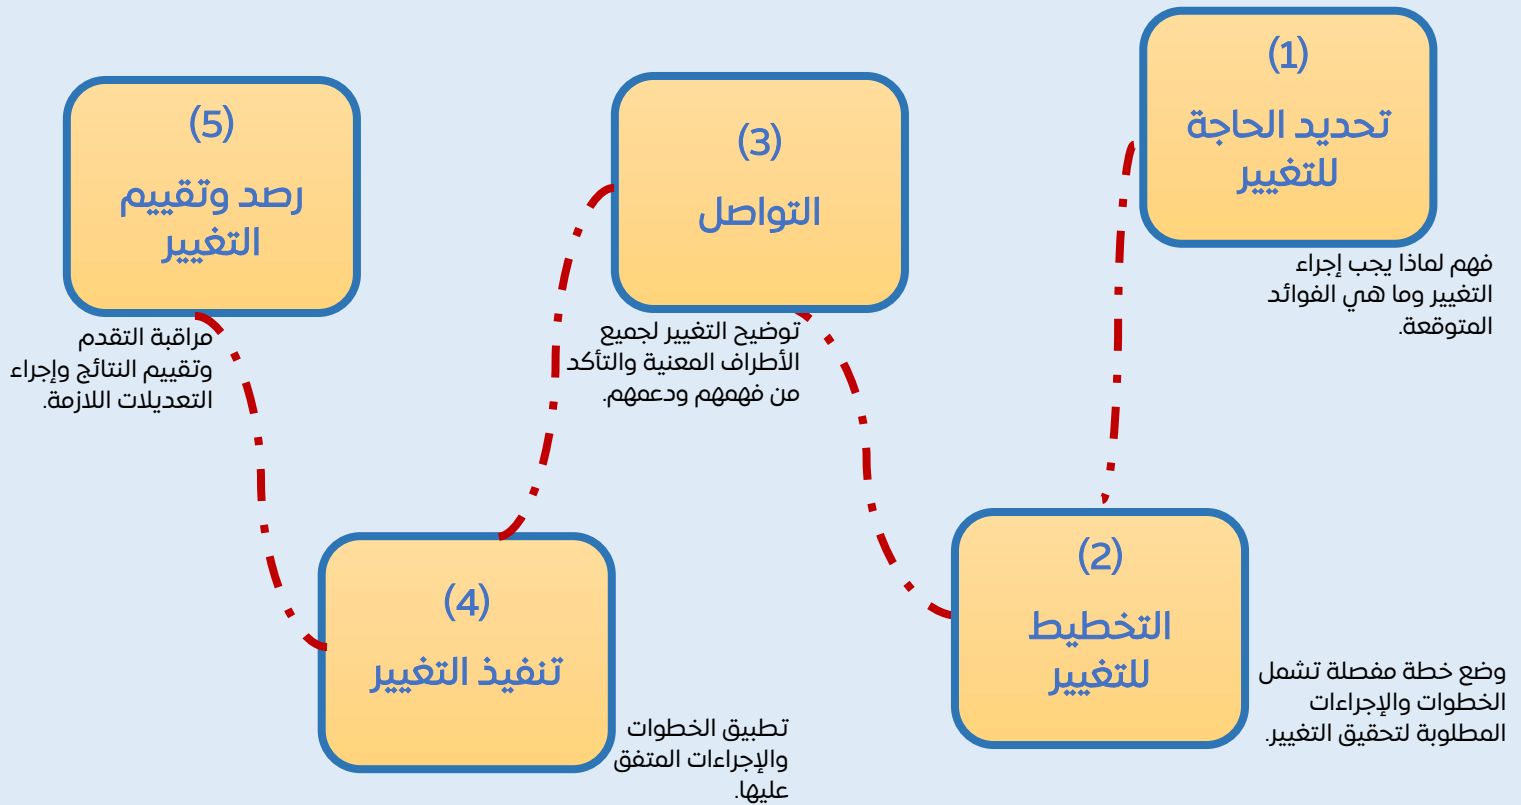 (1)
تحديد الحاجة
للتغيير
فهم لماذا يجب إجراء
التغيير وما هي الفوائد
المتوقعة.
(2)
التخطيط
للتغيير
وضع خطة مفصلة تشمل
الخطوات والإجراءات
المطلوبة لتحقيق التغيير.
(3)
التواصل
توضيح التغيير لجميع
الأطراف المعنية والتأكد
من فهمهم ودعمهم.
(4)
تنفيذ التغيير
تطبيق الخطوات
والإجراءات المتفق
عليها.
(5)
رصد وتقييم
التغيير
مراقبة التقدم
وتقييم النتائج وإجراء
التعديلات اللازمة.